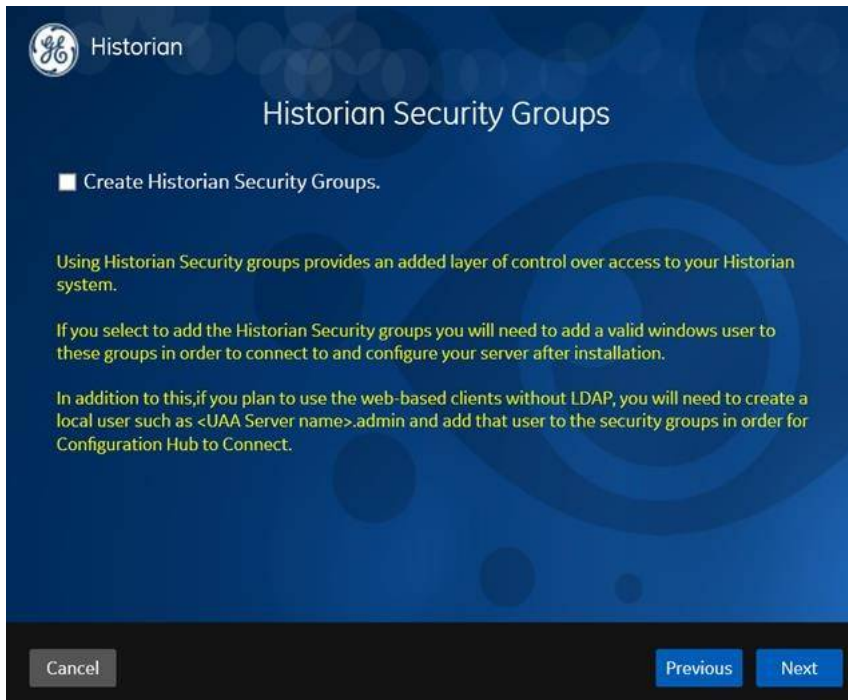 Historian
Historian Security Groups
Create Historian Security Groups.
Using Historian Security groups provides an added layer of control over access to your Historian
system.
If you select to add the Historian Security groups you will need to add a valid windows user to
these groups in order to connect to and configure your server after installation.
In addition to this,if you plan to use the web-based clients without LDAP, you will need to create a
local user such as <UAA Server name>.admin and add that user to the security groups in order for
Configuration Hub to Connect.
Cancel
Previous
Next